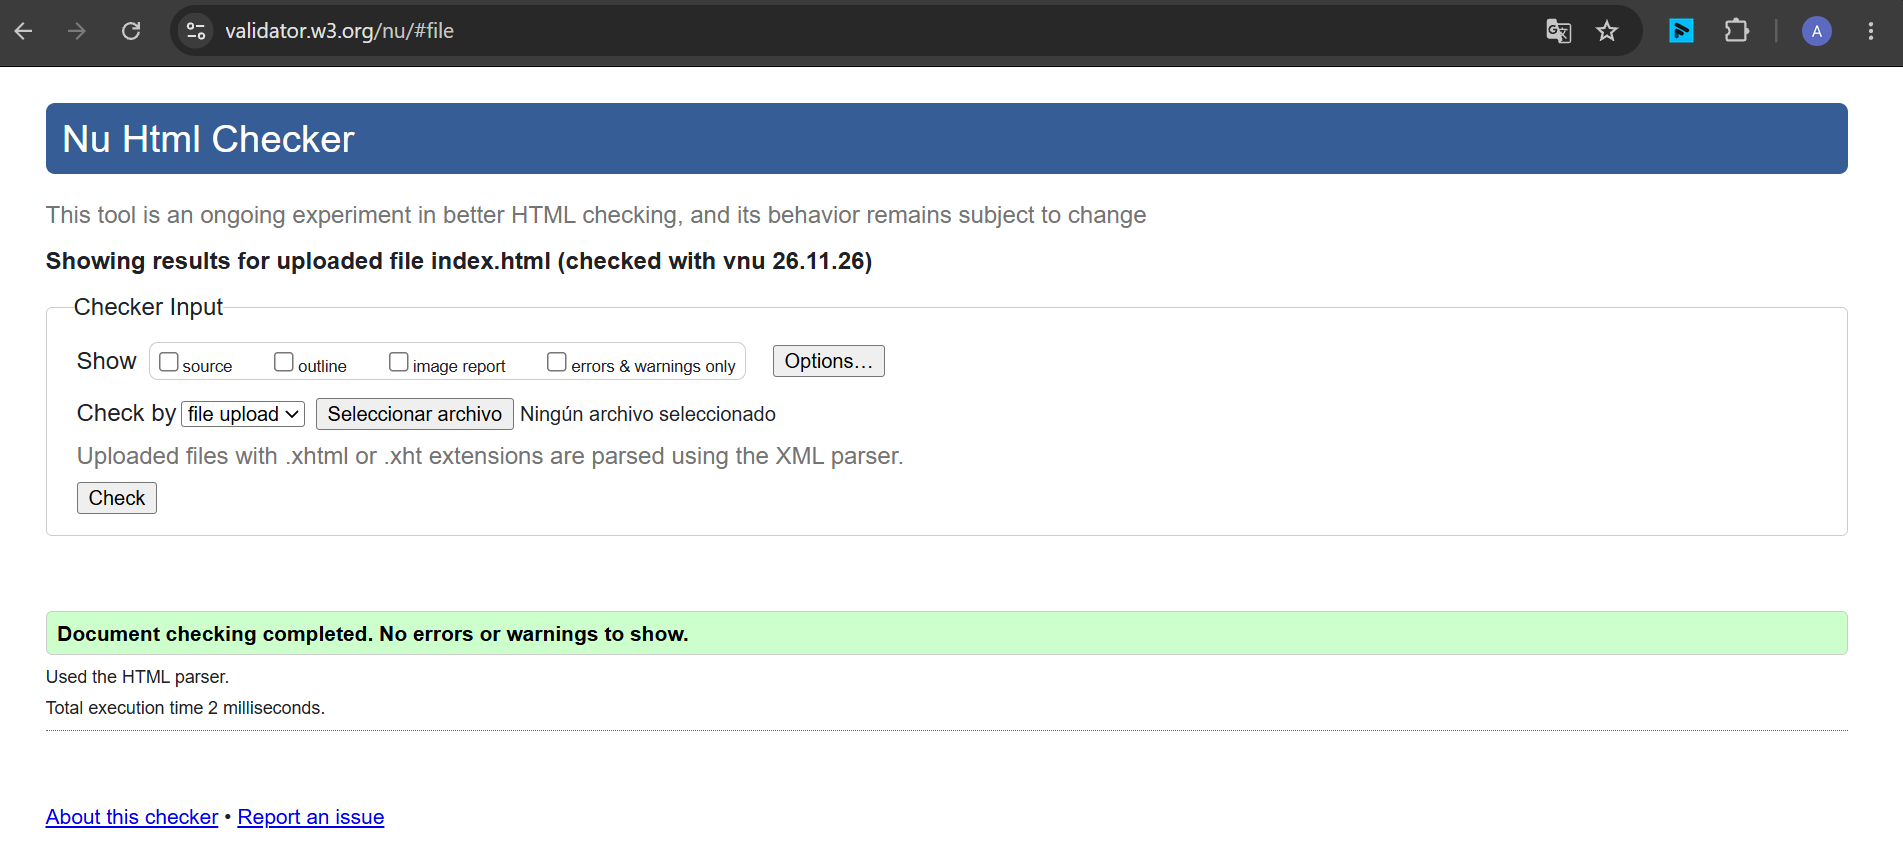 validator.w3.org/nu/#file
A
Nu Html Checker
This tool is an ongoing experiment in better HTML checking, and its behavior remains subject to change
Showing results for uploaded file index.html (checked with vnu 26.11.26)
Checker Input
Show source outline image report errors & warnings only Options…
Check by file upload Seleccionar archivo Ningún archivo seleccionado
Uploaded files with .xhtml or .xht extensions are parsed using the XML parser.
Check
Document checking completed. No errors or warnings to show.
Used the HTML parser.
Total execution time 2 milliseconds.
About this checker • Report an issue